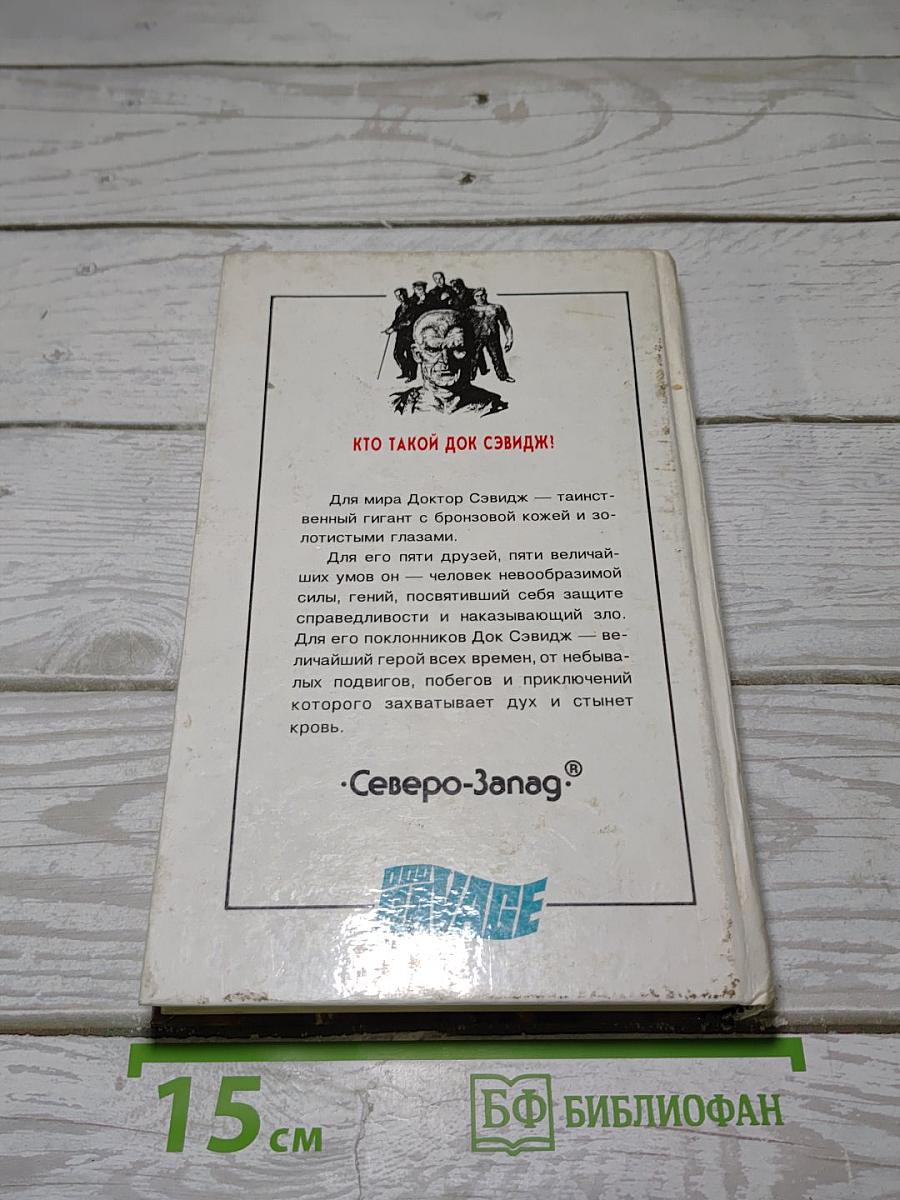 КТО ТАКОЙ ДОК СЭВИДЖ?
Для мира Доктор Сэвидж — таинст-
венный гигант с бронзовой кожей и зо-
лотистыми глазами.
Для его пяти друзей, пяти величай-
ших умов он — человек невообразимой
силы, гений, посвятивший себя защите
справедливости и наказывающий зло.
Для его поклонников Док Сэвидж — ве-
личайший герой всех времен, от небыва-
лых подвигов, побегов и приключений
которого захватывает дух и стынет
кровь.
·Северо-Запад·®
DOC
SAVAGE
15 см
БФ БИБЛИОФАН